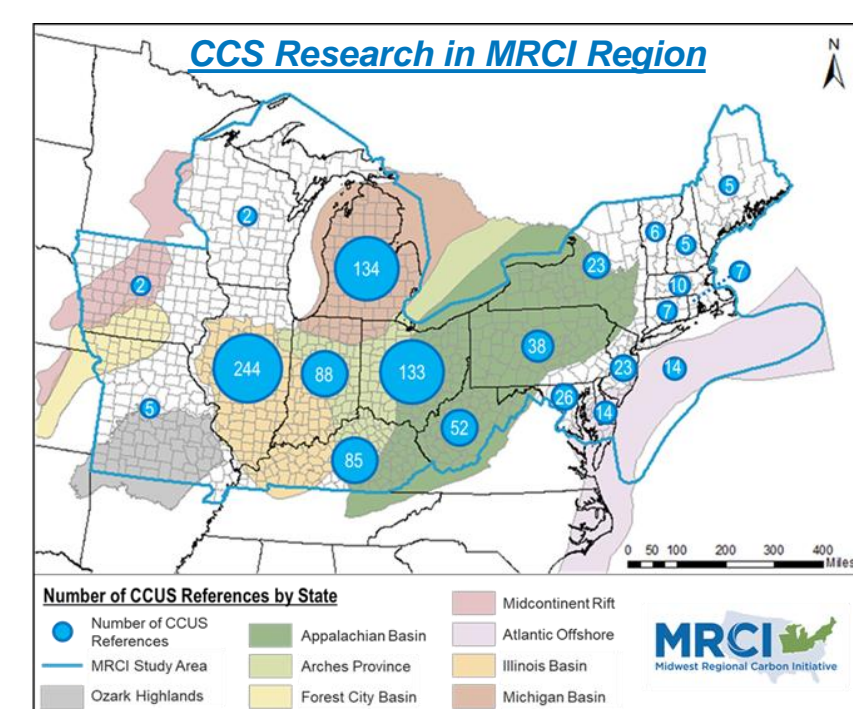 CCS Research in MRCI Region
N
2
134
5
6
5
2
23
10
7
7
244
88
133
38
23
14
5
26
14
52
85
0 50 100 200 300 400
Miles
Number of CCUS References by State
Number of CCUS
References
MRCI Study Area
Ozark Highlands
Appalachian Basin
Arches Province
Forest City Basin
Midcontinent Rift
Atlantic Offshore
Illinois Basin
Michigan Basin
MRCI
Midwest Regional Carbon Initiative